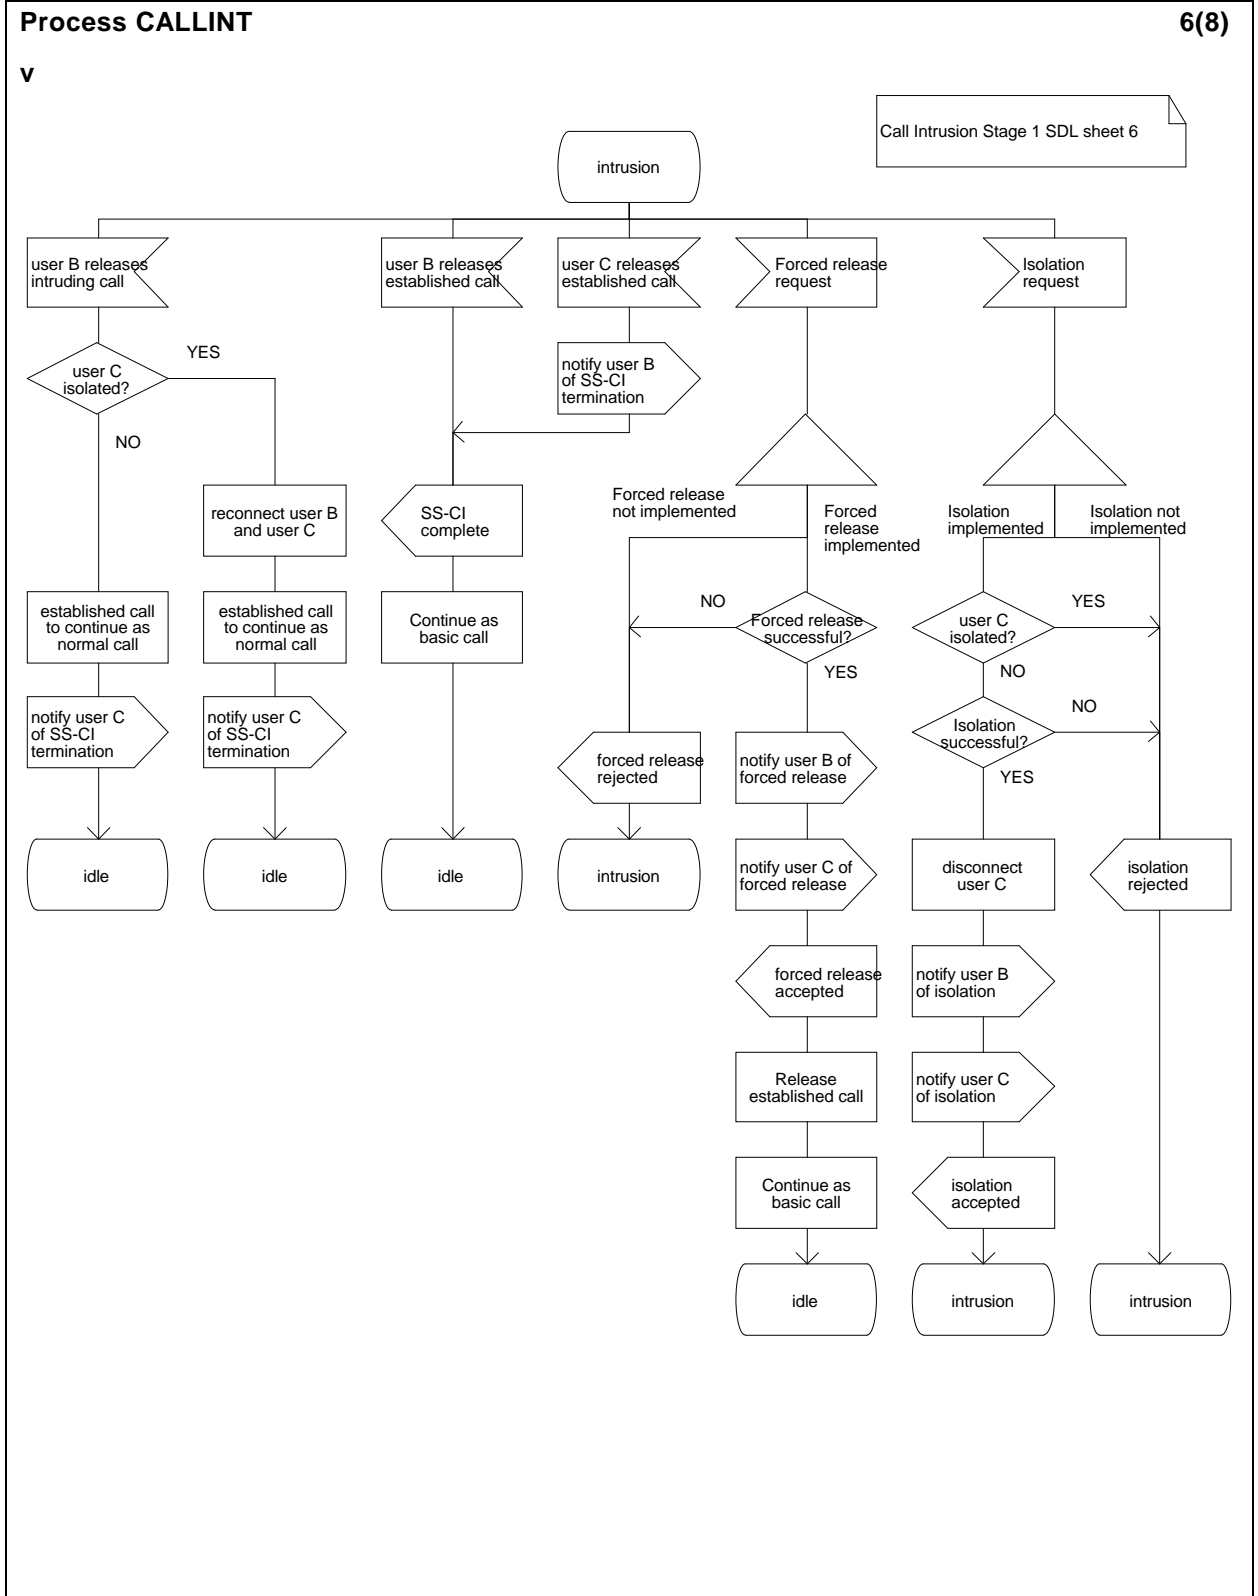 Process CALLINT
6(8)
v
Call Intrusion Stage 1 SDL sheet 6
intrusion
user B releases
intruding call
user B releases
established call
user C releases
established call
Forced release
request
Isolation
request
user C
isolated?
YES
NO
notify user B
of SS-CI
termination
reconnect user B
and user C
SS-CI
complete
Forced release
not implemented
Forced
release
implemented
Isolation
implemented
Isolation not
implemented
established call
to continue as
normal call
established call
to continue as
normal call
Continue as
basic call
NO
Forced release
successful?
YES
user C
isolated?
YES
NO
notify user C
of SS-CI
termination
notify user C
of SS-CI
termination
Isolation
successful?
NO
YES
forced release
rejected
notify user B of
forced release
idle
idle
idle
intrusion
notify user C of
forced release
disconnect
user C
isolation
rejected
forced release
accepted
notify user B
of isolation
Release
established call
notify user C
of isolation
Continue as
basic call
isolation
accepted
idle
intrusion
intrusion